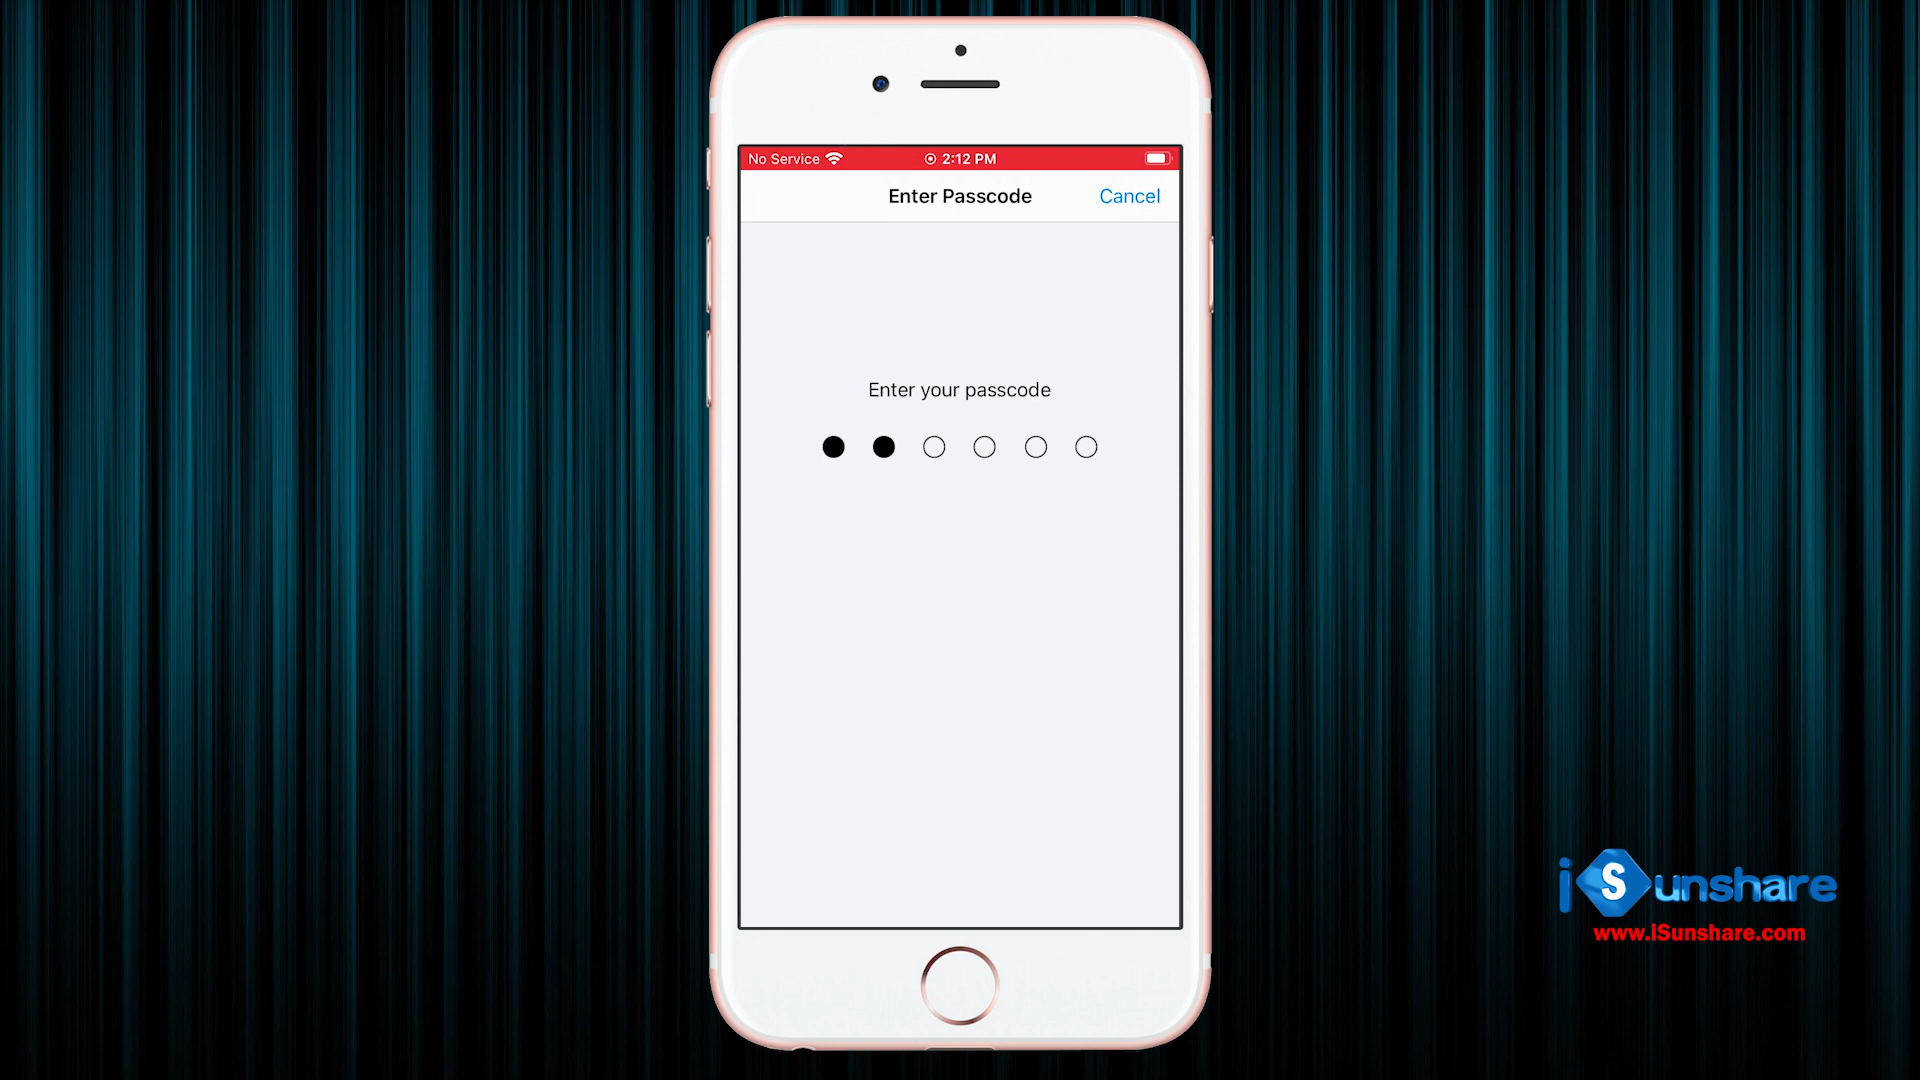 No Service 2:12 PM
Enter Passcode Cancel
Enter your passcode
iSunshare
www.iSunshare.com